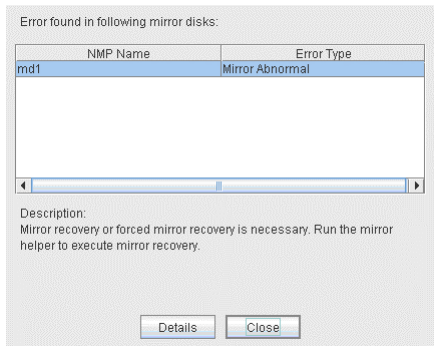 Error found in following mirror disks:
NMP Name Error Type
md1 Mirror Abnormal
Description:
Mirror recovery or forced mirror recovery is necessary. Run the mirror
helper to execute mirror recovery.
Details Close